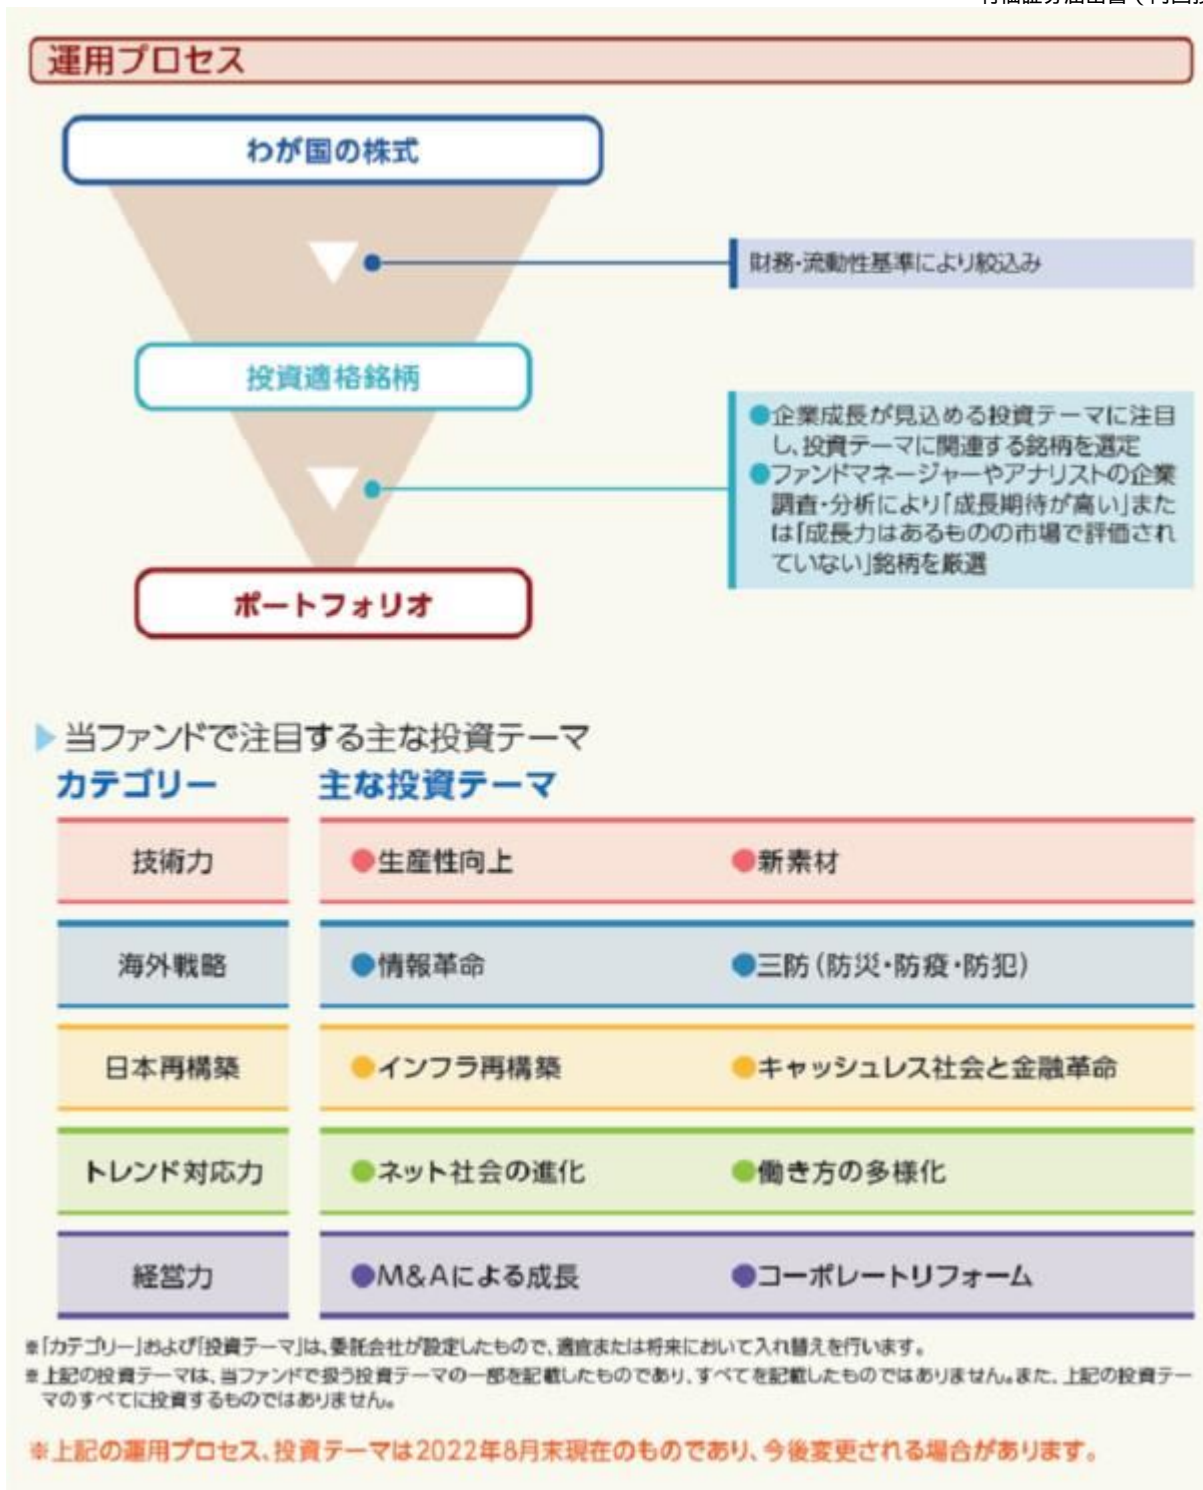 運用プロセス
わが国の株式
財務・流動性基準により絞込み
投資適格銘柄
●企業成長が見込める投資テーマに注目
し、投資テーマに関連する銘柄を選定
●ファンドマネージャーやアナリストの企業
調査・分析により「成長期待が高い」また
は「成長力はあるものの市場で評価され
ていない」銘柄を厳選
ポートフォリオ
当ファンドで注目する主な投資テーマ
カテゴリー 主な投資テーマ
技術力 ●生産性向上 ●新素材
海外戦略 ●情報革命 ●三防(防災・防疫・防犯)
日本再構築 ●インフラ再構築 ●キャッシュレス社会と金融革命
トレンド対応力 ●ネット社会の進化 ●働き方の多様化
経営力 ●M&Aによる成長 ●コーポレートリフォーム
※「カテゴリー」および「投資テーマ」は、委託会社が設定したもので、適宜または将来において入れ替えを行います。
※上記の投資テーマは、当ファンドで扱う投資テーマの一部を記載したものであり、すべてを記載したものではありません。また、上記の投資テー
マのすべてに投資するものではありません。
※上記の運用プロセス、投資テーマは2022年8月末現在のものであり、今後変更される場合があります。